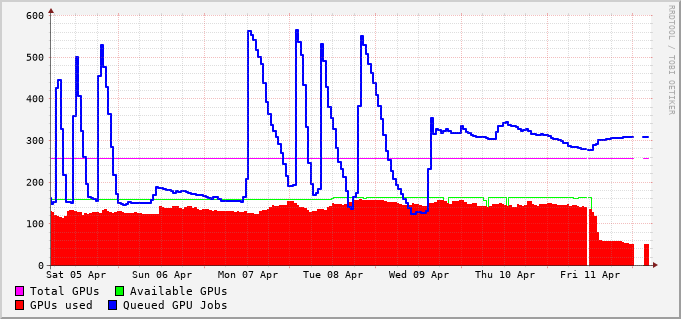 RRDTOOL / TOBI OETIKER
600
500
400
300
200
100
0
Sat 05 Apr Sun 06 Apr Mon 07 Apr Tue 08 Apr Wed 09 Apr Thu 10 Apr Fri 11 Apr
Total GPUs Available GPUs
GPUs used Queued GPU Jobs